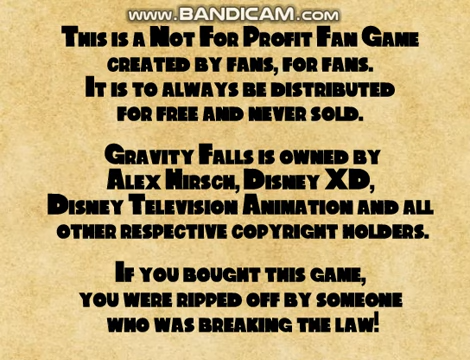 www.BANDICAM.com
This is a Not For Profit Fan Game
created by fans, for fans.
It is to always be distributed
for free and never sold.
Gravity Falls is owned by
Alex Hirsch, Disney XD,
Disney Television Animation and all
other respective copyright holders.
If you bought this game,
you were ripped off by someone
who was breaking the law!